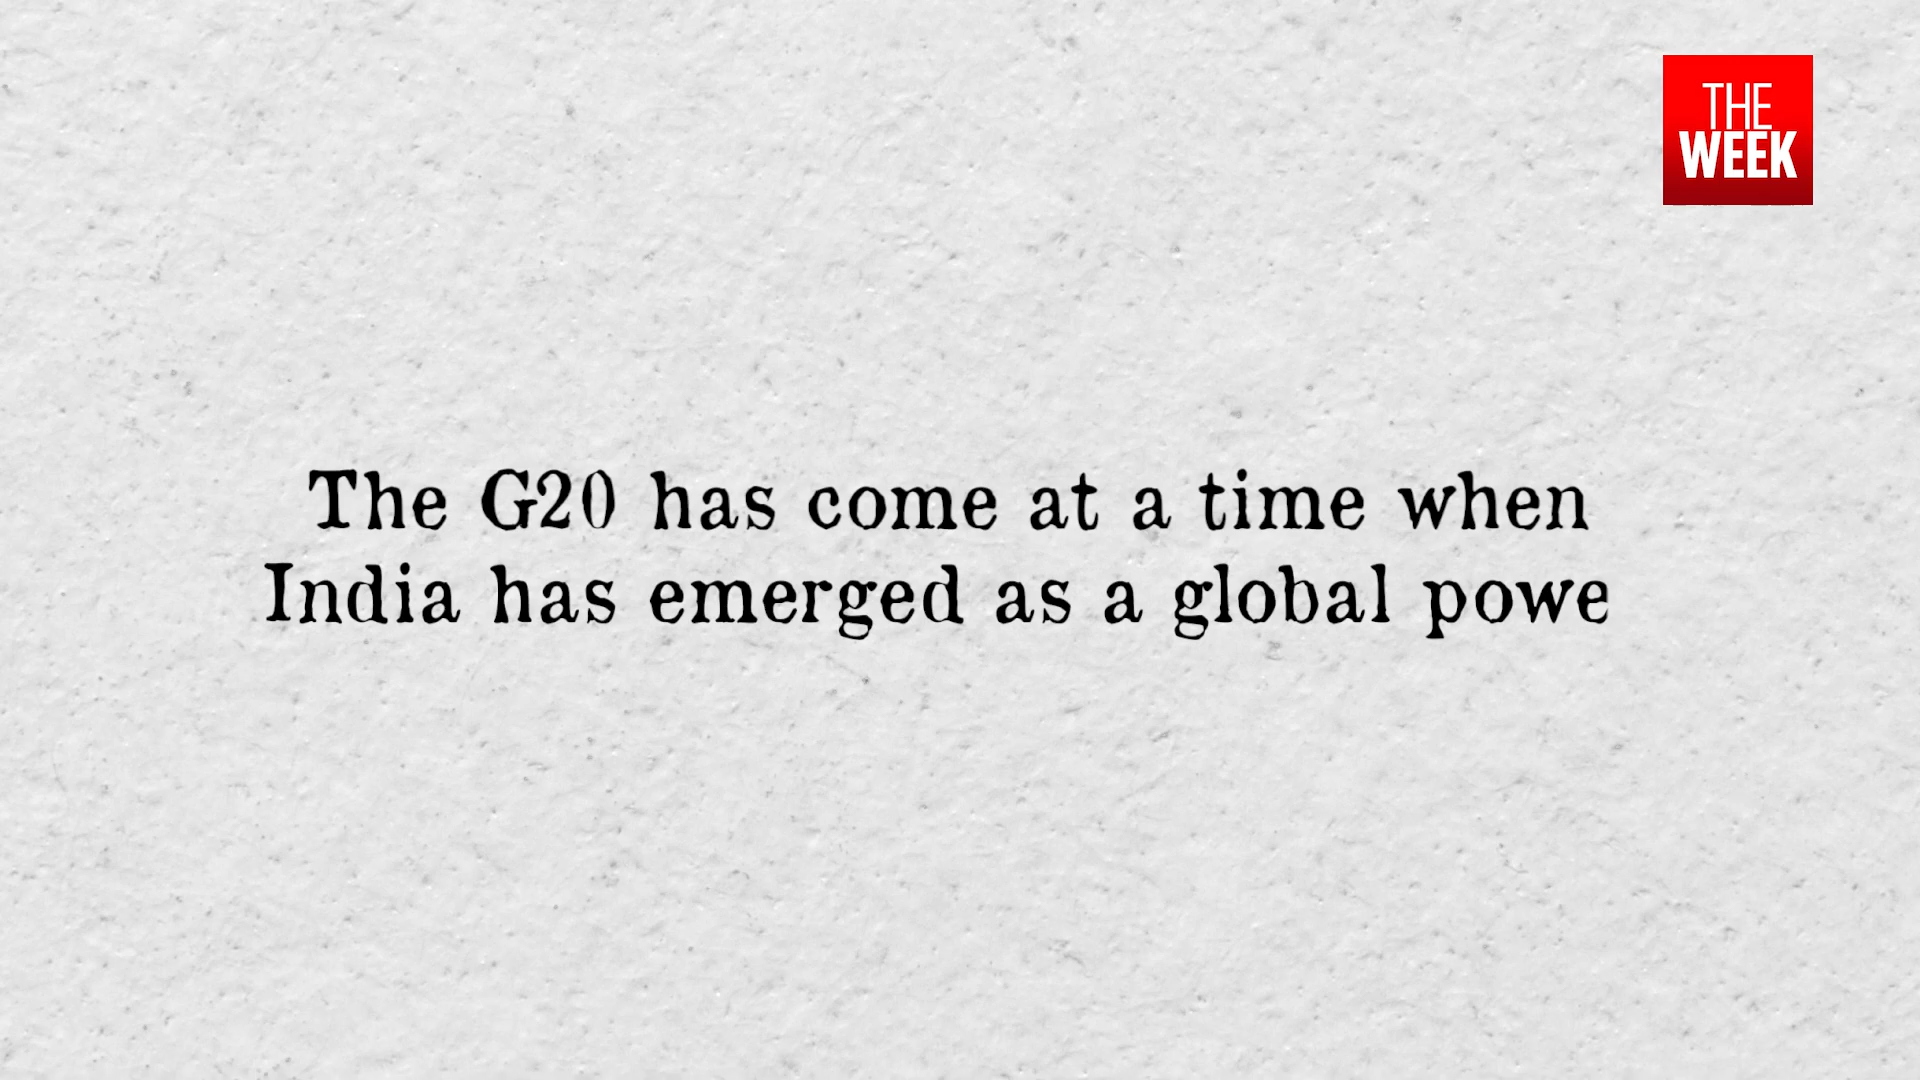 THE
WEEK
The G20 has come at a time when
India has emerged as a global powe